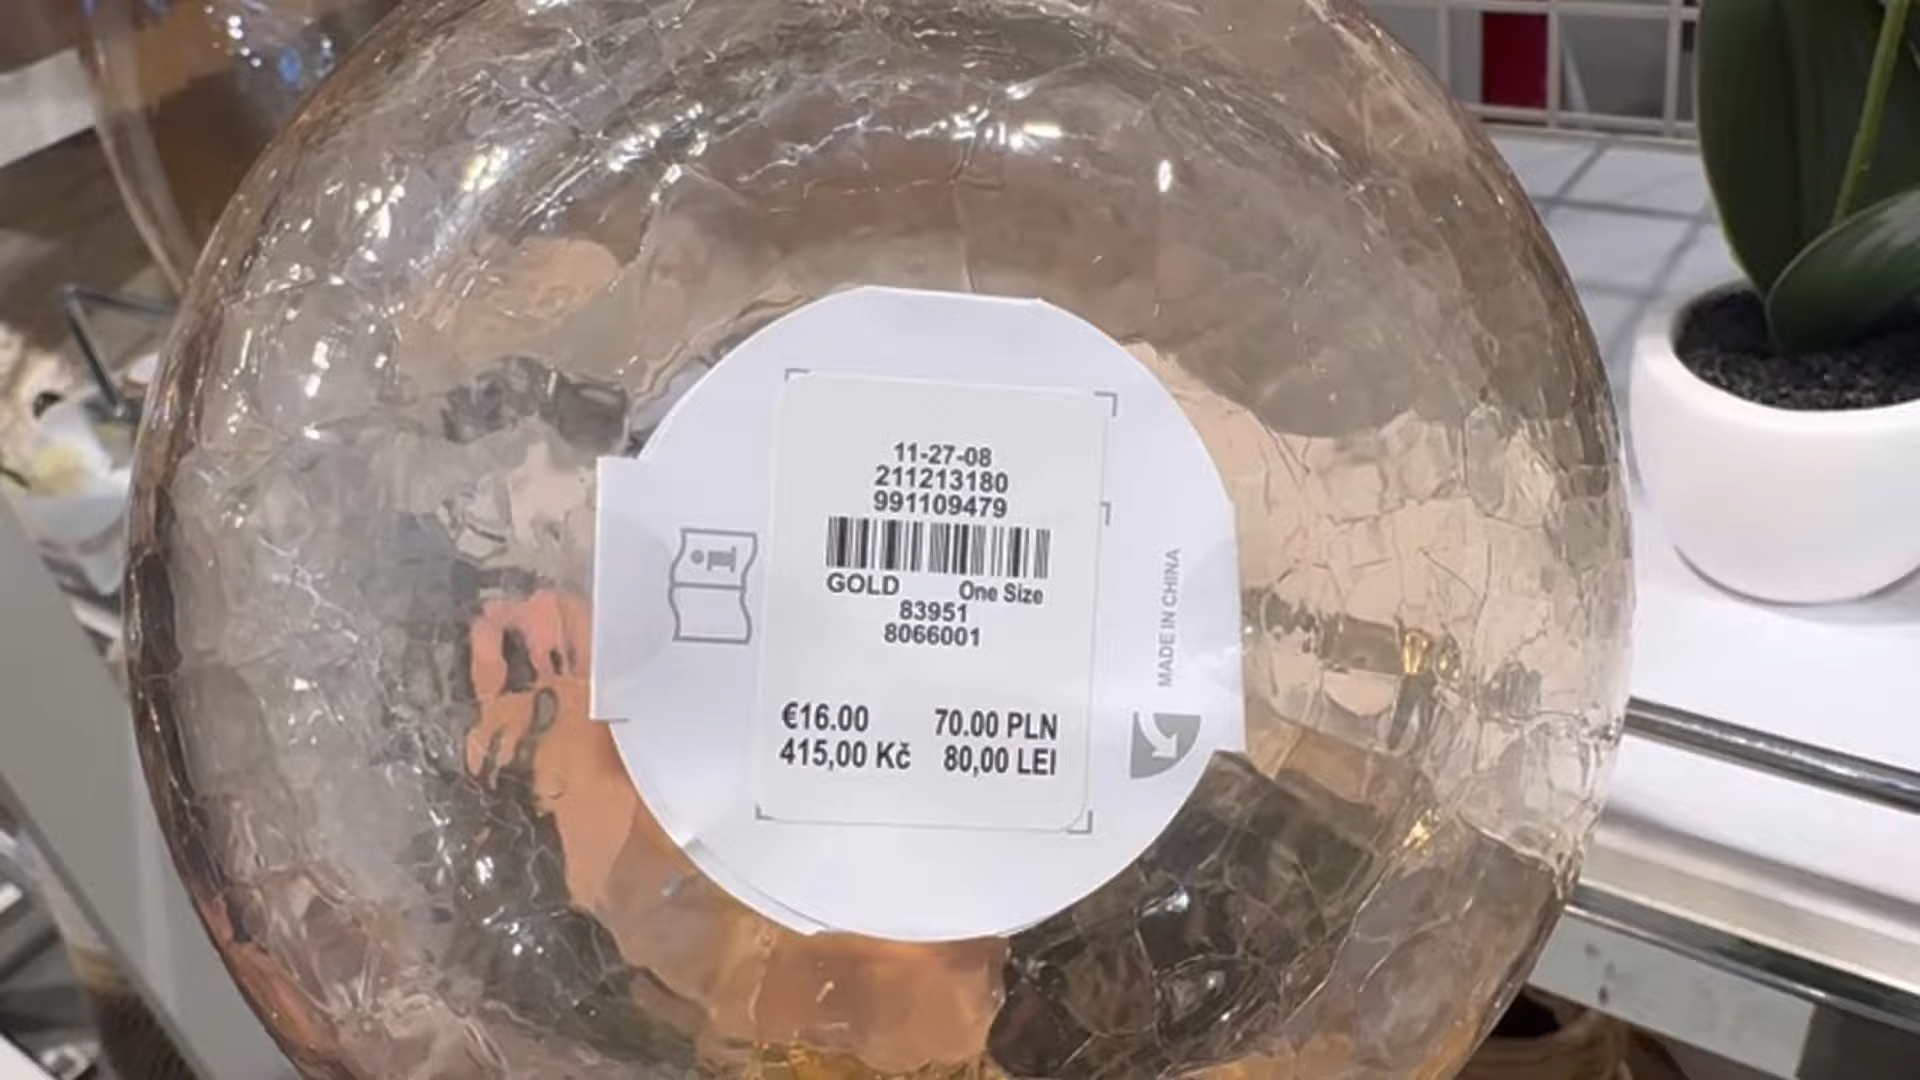 11-27-08
211213180
991109479
GOLD One Size
83951
8066001
€16.00 70.00 PLN
415,00 Kč 80,00 LEI
MADE IN CHINA